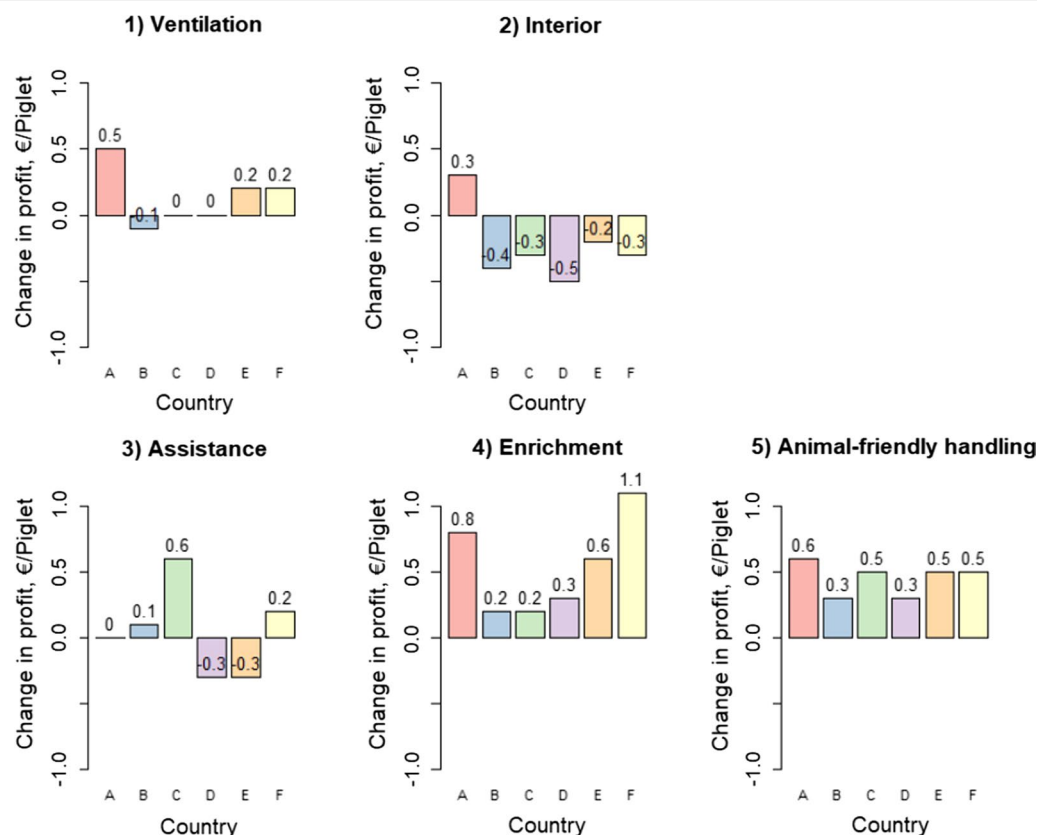 1) Ventilation
Change in profit, €/Piglet
1.0
0.5
0.0
-1.0
0.5
-0.1
0
0
0.2
0.2
A B C D E F
Country
2) Interior
Change in profit, €/Piglet
1.0
0.5
0.0
-1.0
0.3
-0.4
-0.3
-0.5
-0.2
-0.3
A B C D E F
Country
3) Assistance
Change in profit, €/Piglet
1.0
0.5
0.0
-1.0
0
0.1
0.6
-0.3
-0.3
0.2
A B C D E F
Country
4) Enrichment
Change in profit, €/Piglet
1.0
0.5
0.0
-1.0
0.8
0.2
0.2
0.3
0.6
1.1
A B C D E F
Country
5) Animal-friendly handling
Change in profit, €/Piglet
1.0
0.5
0.0
-1.0
0.6
0.3
0.5
0.3
0.5
0.5
A B C D E F
Country